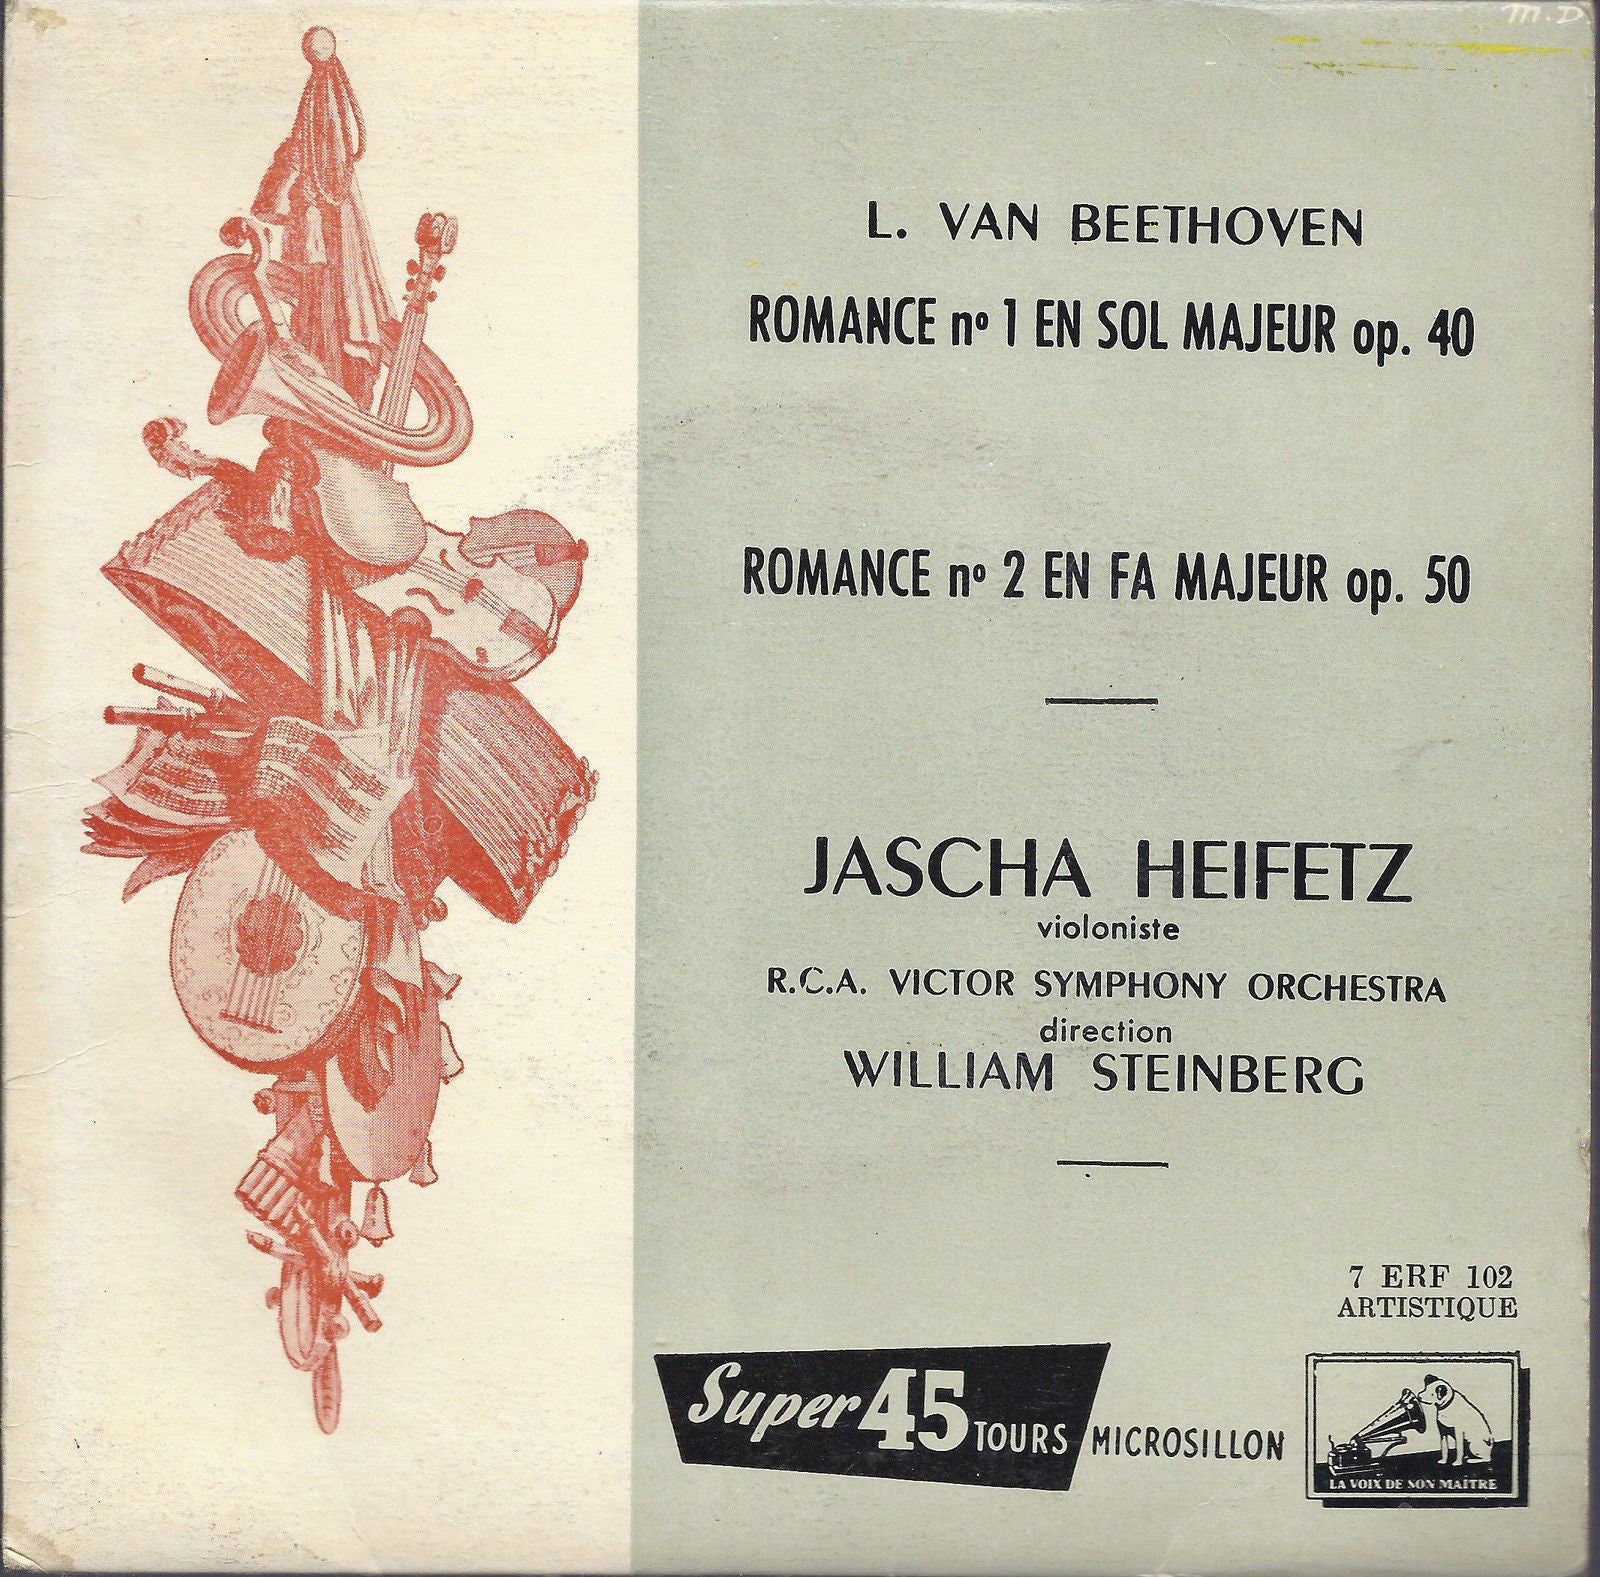 M.D.
L. VAN BEETHOVEN
ROMANCE nº 1 EN SOL MAJEUR op. 40
ROMANCE nº 2 EN FA MAJEUR op. 50
JASCHA HEIFETZ
violoniste
R.C.A. VICTOR SYMPHONY ORCHESTRA
direction
WILLIAM STEINBERG
7 ERF 102
ARTISTIQUE
Super 45 TOURS MICROSILLON
LA VOIX DE SON MAÎTRE